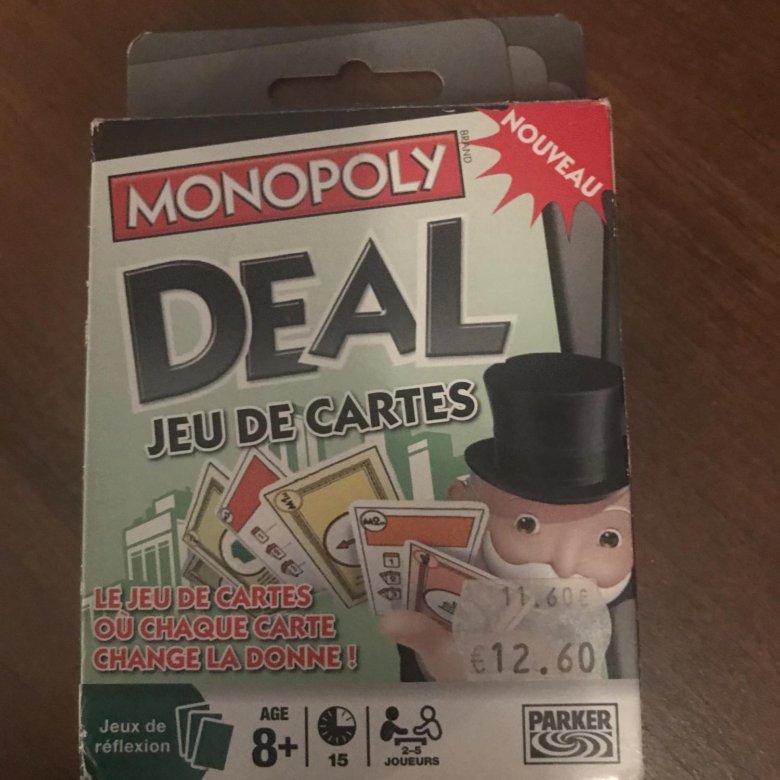 NOUVEAU
MONOPOLY
BRAND
DEAL
JEU DE CARTES
M2
LE JEU DE CARTES
OÙ CHAQUE CARTE
CHANGE LA DONNE !
11.60€
€12.60
Jeux de
réflexion
AGE
8+
15
2-5
JOUEURS
PARKER